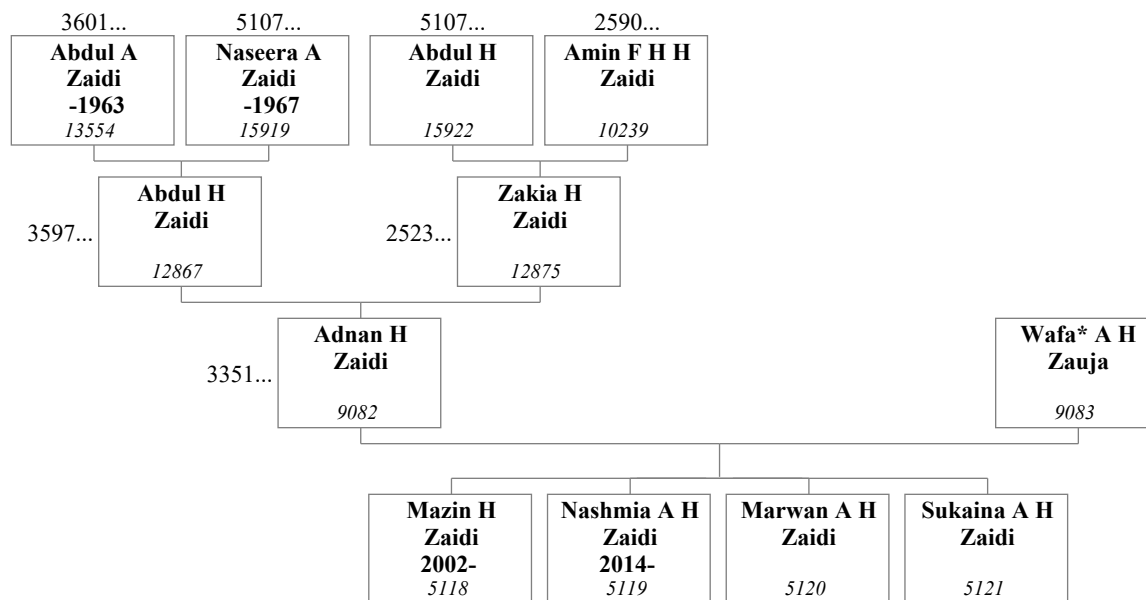 3601...
5107...
5107...
2590...
Abdul A
Zaidi
-1963
13554
Naseera A
Zaidi
-1967
15919
Abdul H
Zaidi
15922
Amin F H H
Zaidi
10239
3597...
Abdul H
Zaidi
12867
2523...
Zakia H
Zaidi
12875
3351...
Adnan H
Zaidi
9082
Wafa* A H
Zauja
9083
Mazin H
Zaidi
2002-
5118
Nashmia A H
Zaidi
2014-
5119
Marwan A H
Zaidi
5120
Sukaina A H
Zaidi
5121